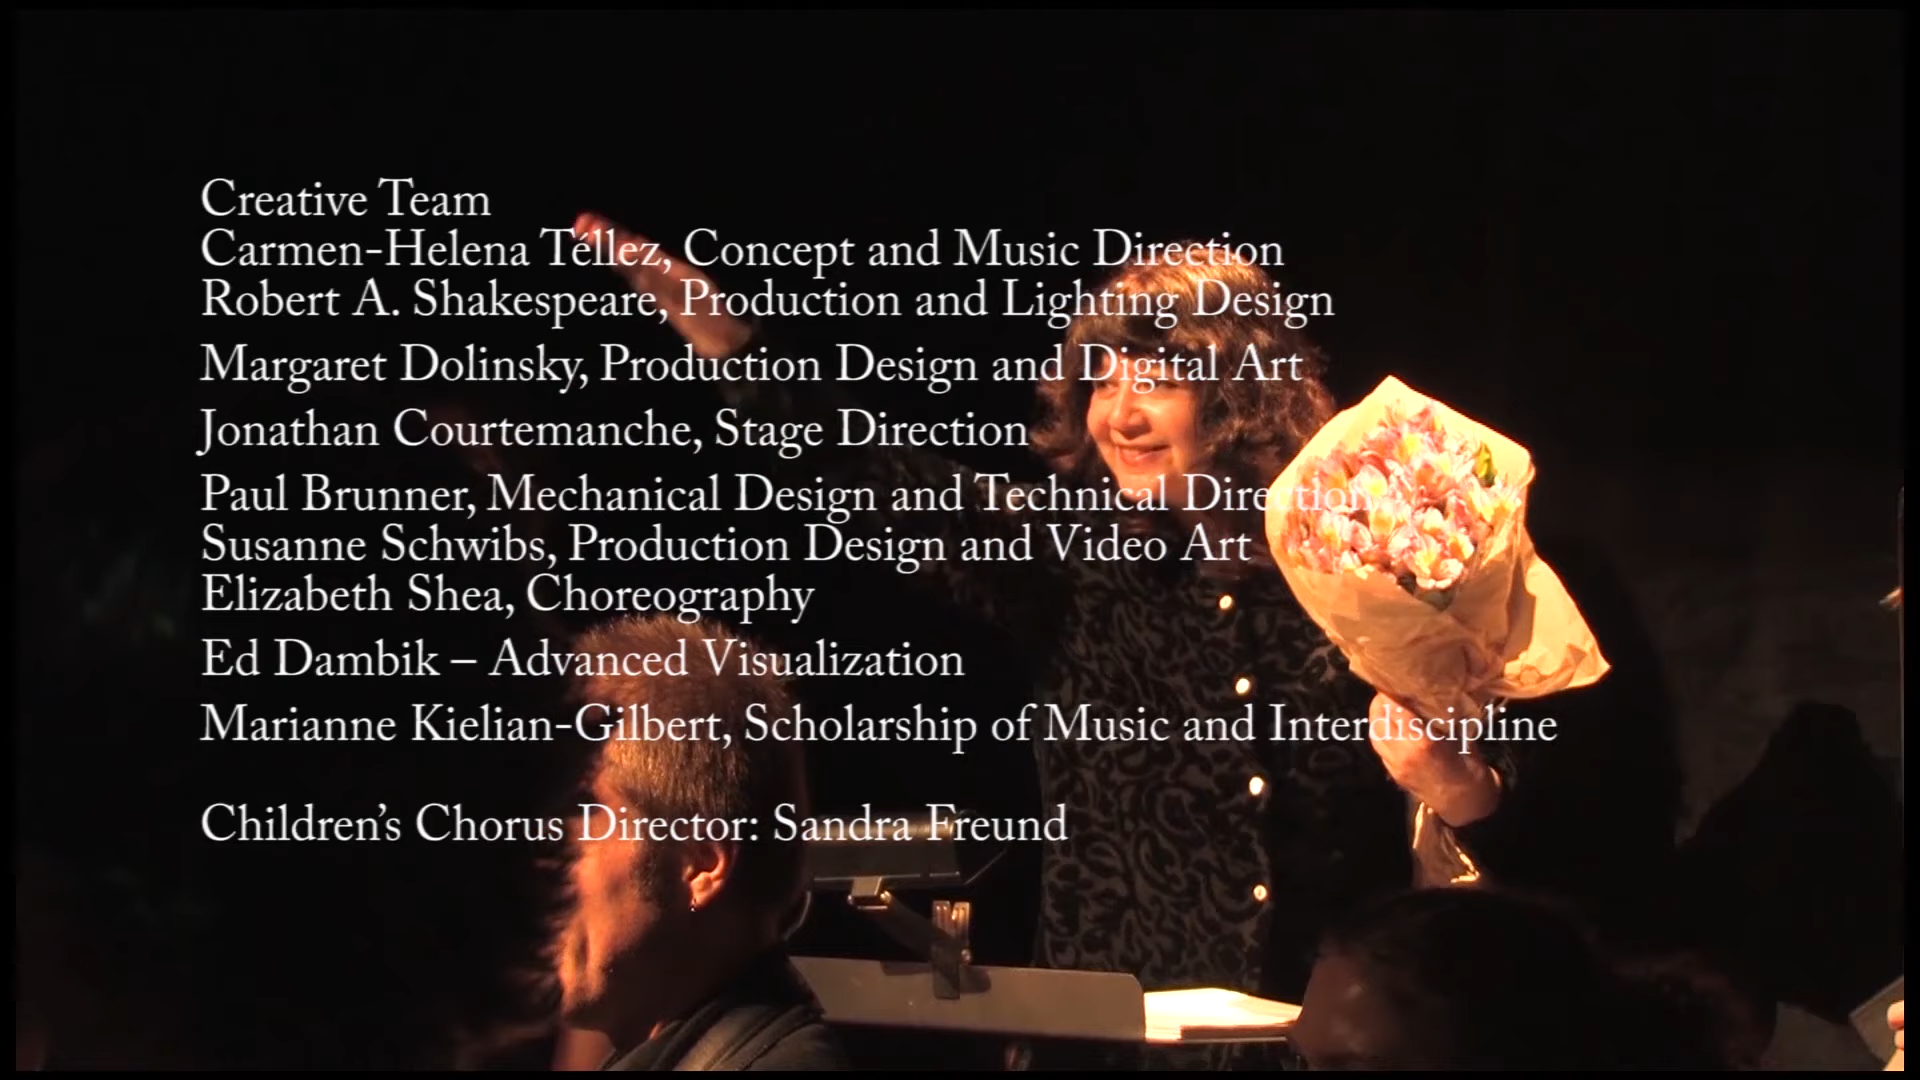 Creative Team
Carmen-Helena Téllez, Concept and Music Direction
Robert A. Shakespeare, Production and Lighting Design
Margaret Dolinsky, Production Design and Digital Art
Jonathan Courtemanche, Stage Direction
Paul Brunner, Mechanical Design and Technical Direction
Susanne Schwibs, Production Design and Video Art
Elizabeth Shea, Choreography
Ed Dambik – Advanced Visualization
Marianne Kielian-Gilbert, Scholarship of Music and Interdiscipline
Children’s Chorus Director: Sandra Freund